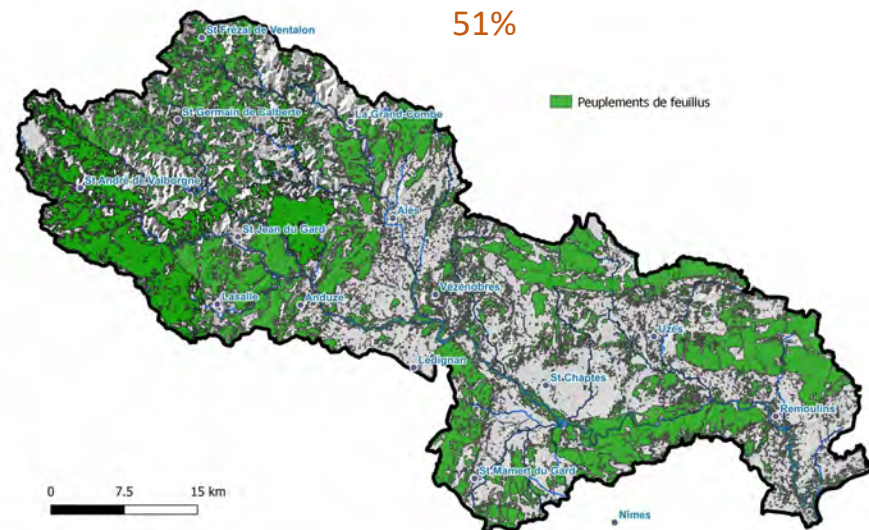 51%
St Frézal de Ventalon
Peuplements de feuillus
St Germain de Calberte
La Grand-Combe
St André de Valborgne
Alès
St Jean du Gard
Lasalle
Anduze
Vézénobres
Uzès
Lédignan
St Chaptes
Remoulins
St Mamert du Gard
0 7.5 15 km
Nîmes